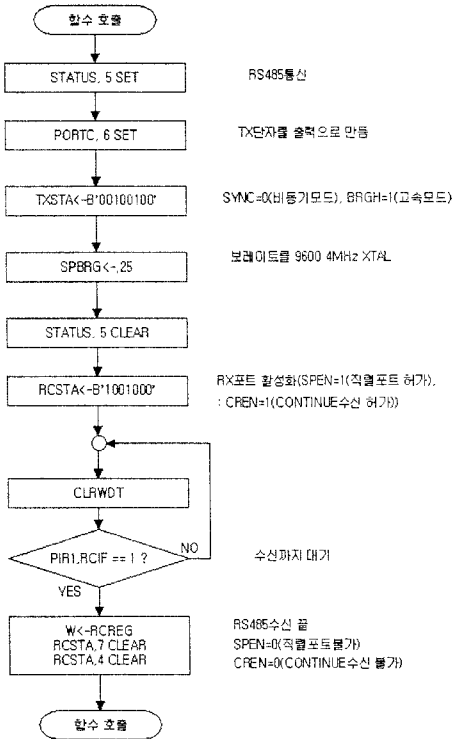 함수 호출
STATUS, 5 SET
RS485통신
PORTC, 6 SET
TX단자를 출력으로 만듬
TXSTA<-B'00100100'
SYNC=0(비동기모드), BRGH=1(고속모드)
SPBRG<-,25
보레이트를 9600 4MHz XTAL
STATUS, 5 CLEAR
RCSTA<-B'1001000'
RX포트 활성화(SPEN=1(직렬포트 허가),
: CREN=1(CONTINUE수신 허가))
CLRWDT
PIR1,RCIF == 1 ?
NO
수신까지 대기
YES
W<-RCREG
RCSTA,7 CLEAR
RCSTA,4 CLEAR
RS485수신 끝
SPEN=0(직렬포트불가)
CREN=0(CONTINUE수신 불가)
함수 호출